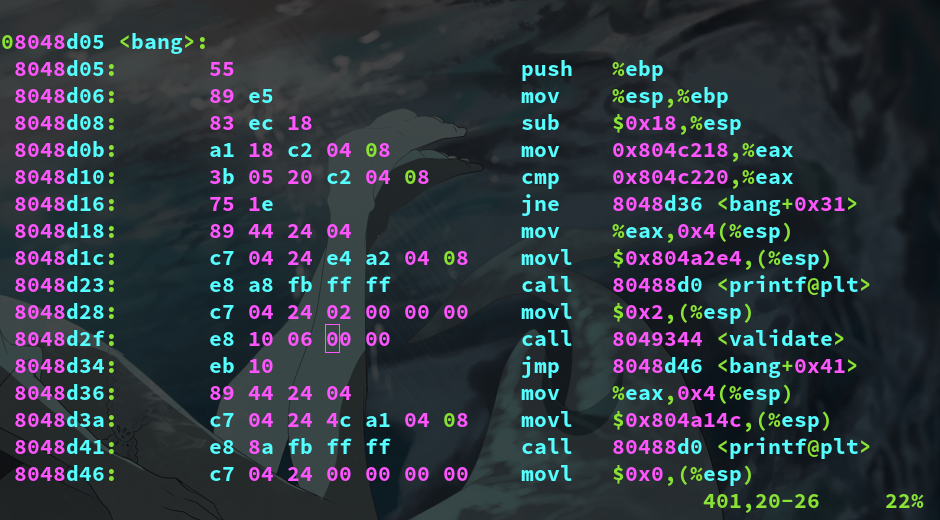 08048d05 <bang>:
8048d05: 55 push %ebp
8048d06: 89 e5 mov %esp,%ebp
8048d08: 83 ec 18 sub $0x18,%esp
8048d0b: a1 18 c2 04 08 mov 0x804c218,%eax
8048d10: 3b 05 20 c2 04 08 cmp 0x804c220,%eax
8048d16: 75 1e jne 8048d36 <bang+0x31>
8048d18: 89 44 24 04 mov %eax,0x4(%esp)
8048d1c: c7 04 24 e4 a2 04 08 movl $0x804a2e4,(%esp)
8048d23: e8 a8 fb ff ff call 80488d0 <printf@plt>
8048d28: c7 04 24 02 00 00 00 movl $0x2,(%esp)
8048d2f: e8 10 06 00 00 call 8049344 <validate>
8048d34: eb 10 jmp 8048d46 <bang+0x41>
8048d36: 89 44 24 04 mov %eax,0x4(%esp)
8048d3a: c7 04 24 4c a1 04 08 movl $0x804a14c,(%esp)
8048d41: e8 8a fb ff ff call 80488d0 <printf@plt>
8048d46: c7 04 24 00 00 00 00 movl $0x0,(%esp)
401,20-26 22%